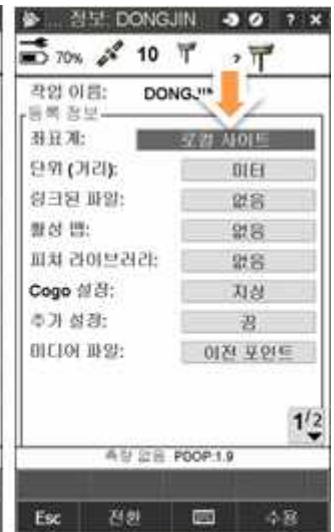 ... 정보: DONGJIN ? ×
70% 10 ?
작업 이름: DONG
등록 정보
좌표계: 로컬 사이트
단위 (거리): 미터
링크된 파일: 없음
활성 맵: 없음
피쳐 라이브러리: 없음
Cogo 설정: 지상
추가 설정: 끔
미디어 파일: 이전 포인트
1/2
측량 없음 PDOP:1.9
Esc 전환 수용